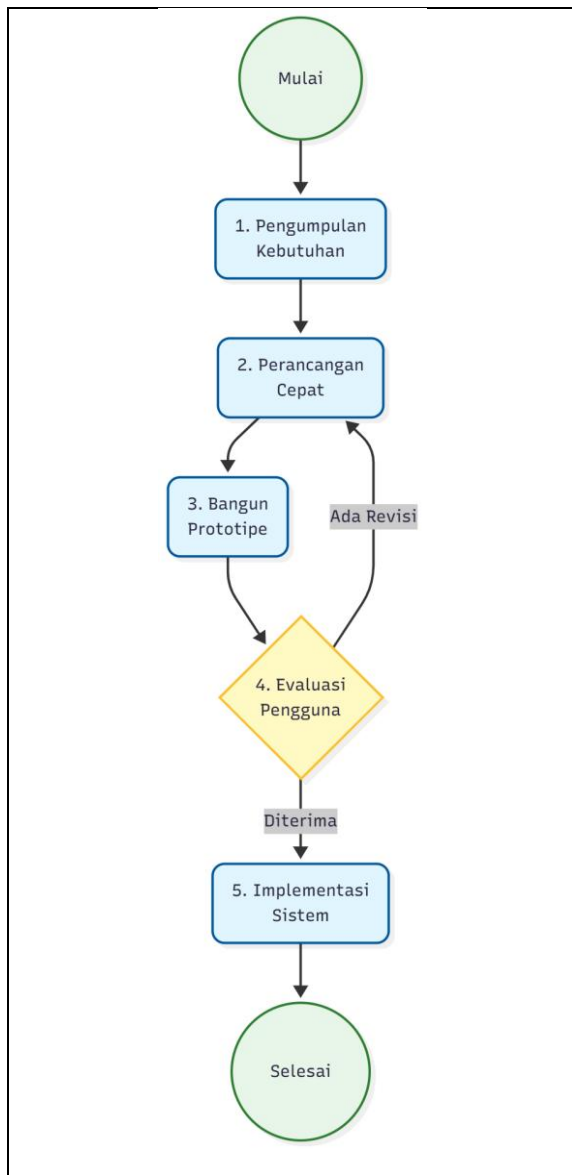 Mulai
1. Pengumpulan
Kebutuhan
2. Perancangan
Cepat
3. Bangun
Prototipe
Ada Revisi
4. Evaluasi
Pengguna
Diterima
5. Implementasi
Sistem
Selesai